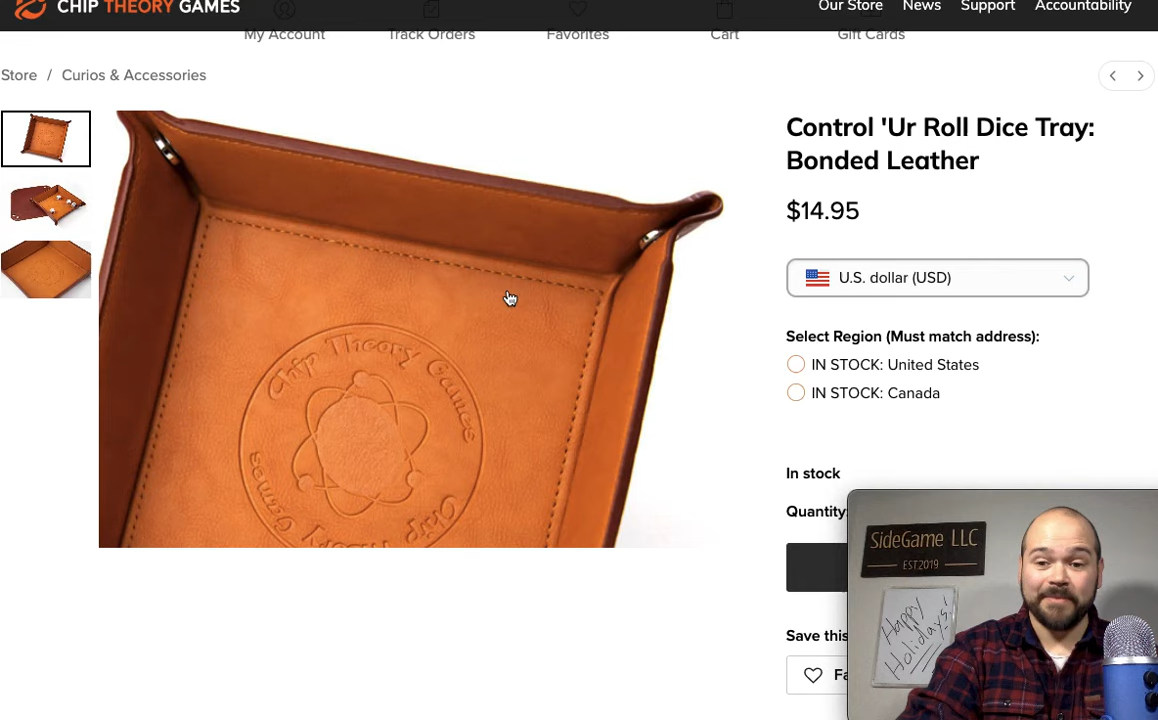 CHIP THEORY GAMES
Our Store News Support Accountability
My Account Track Orders Favorites Cart Gift Cards
Store / Curios & Accessories
Control 'Ur Roll Dice Tray:
Bonded Leather
$14.95
U.S. dollar (USD)
Select Region (Must match address):
IN STOCK: United States
IN STOCK: Canada
In stock
Quantity:
Save this
Chip Theory Games
Chip Theory Games
SideGame LLC
EST 2019
Happy
Holidays!